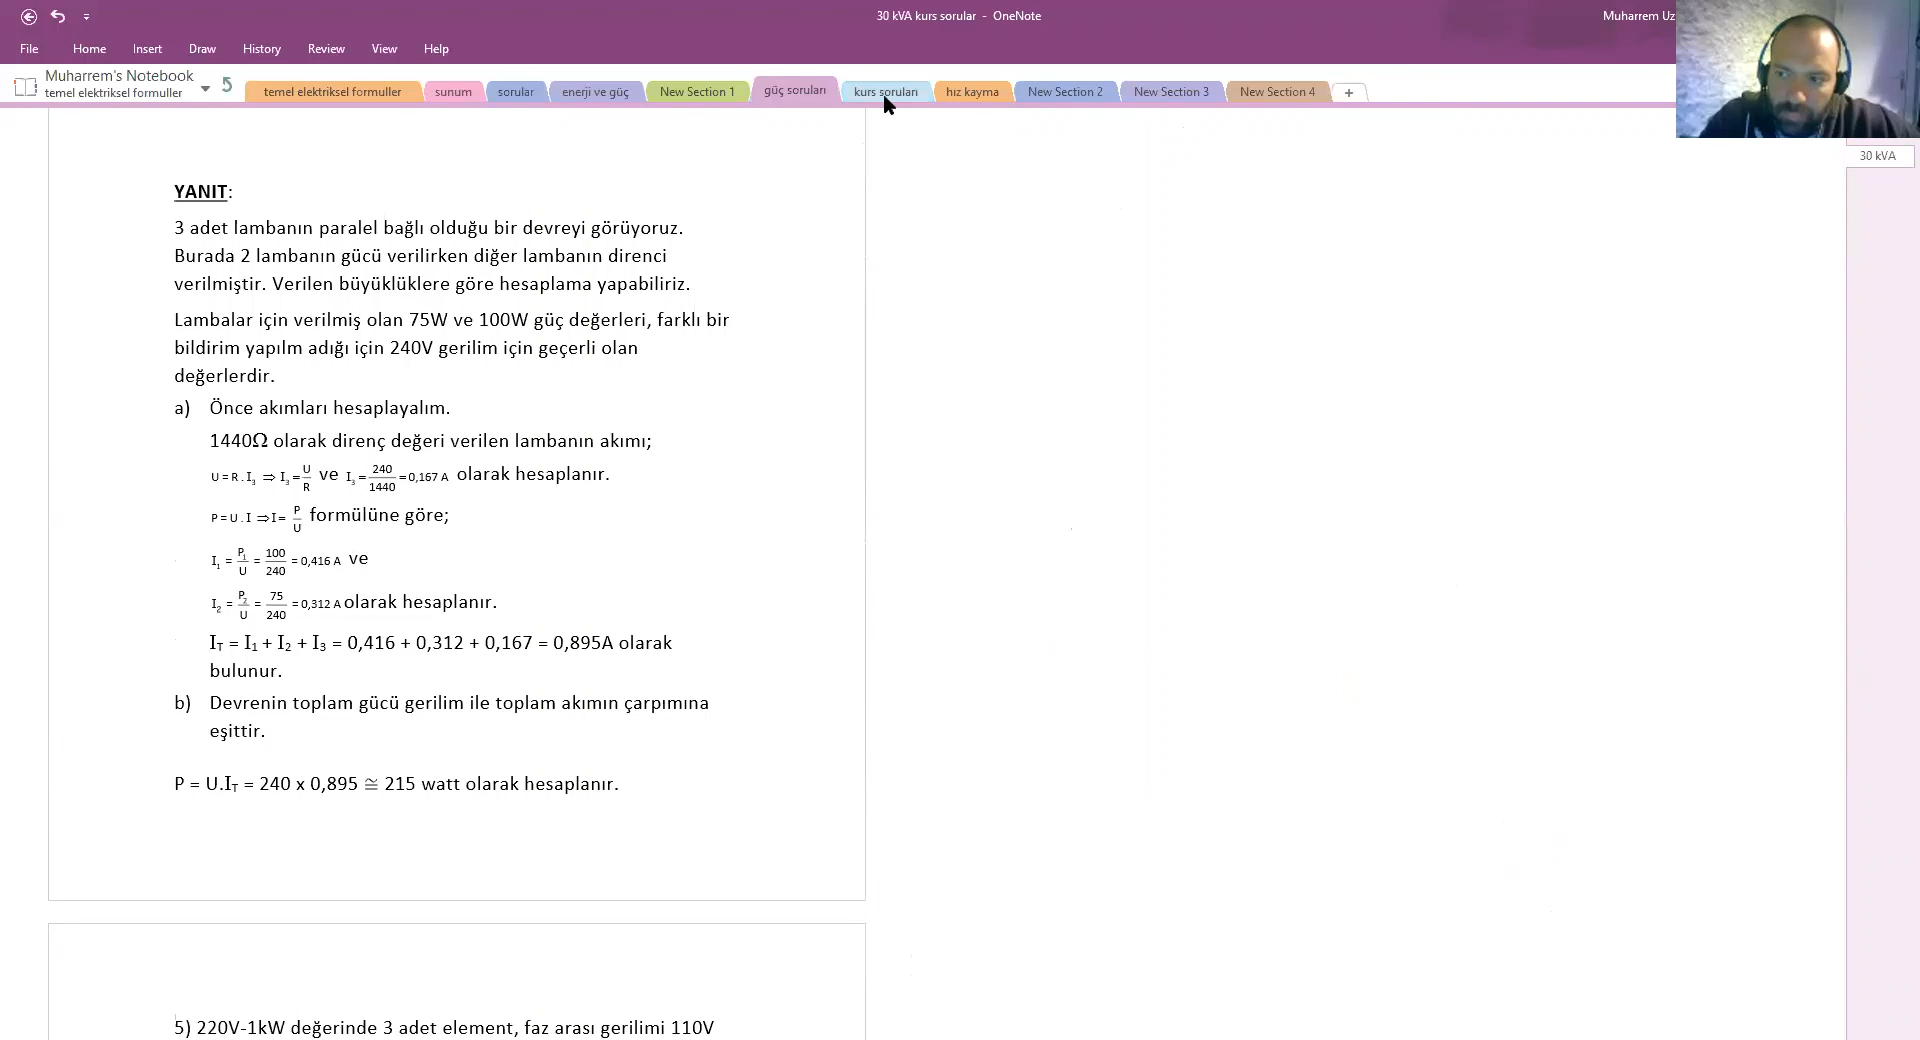 30 kVA kurs sorular - OneNote
Muharrem Uz
File Home Insert Draw History Review View Help
Muharrem's Notebook
temel elektriksel formuller
temel elektriksel formuller sunum sorular enerji ve güç New Section 1 güç soruları kurs soruları hız kayma New Section 2 New Section 3 New Section 4 +
30 kVA
YANIT:
3 adet lambanın paralel bağlı olduğu bir devreyi görüyoruz.
Burada 2 lambanın gücü verilirken diğer lambanın direnci
verilmiştir. Verilen büyüklüklere göre hesaplama yapabiliriz.
Lambalar için verilmiş olan 75W ve 100W güç değerleri, farklı bir
bildirim yapılm adığı için 240V gerilim için geçerli olan
değerlerdir.
a) Önce akımları hesaplayalım.
1440Ω olarak direnç değeri verilen lambanın akımı;
U = R . I₃ ⇒ I₃ = U/R ve I₃ = 240/1440 = 0,167 A olarak hesaplanır.
P = U . I ⇒ I = P/U formülüne göre;
I₁ = P₁/U = 100/240 = 0,416 A ve
I₂ = P₂/U = 75/240 = 0,312 A olarak hesaplanır.
I_T = I₁ + I₂ + I₃ = 0,416 + 0,312 + 0,167 = 0,895A olarak
bulunur.
b) Devrenin toplam gücü gerilim ile toplam akımın çarpımına
eşittir.
P = U.I_T = 240 x 0,895 ≅ 215 watt olarak hesaplanır.
5) 220V-1kW değerinde 3 adet element, faz arası gerilimi 110V